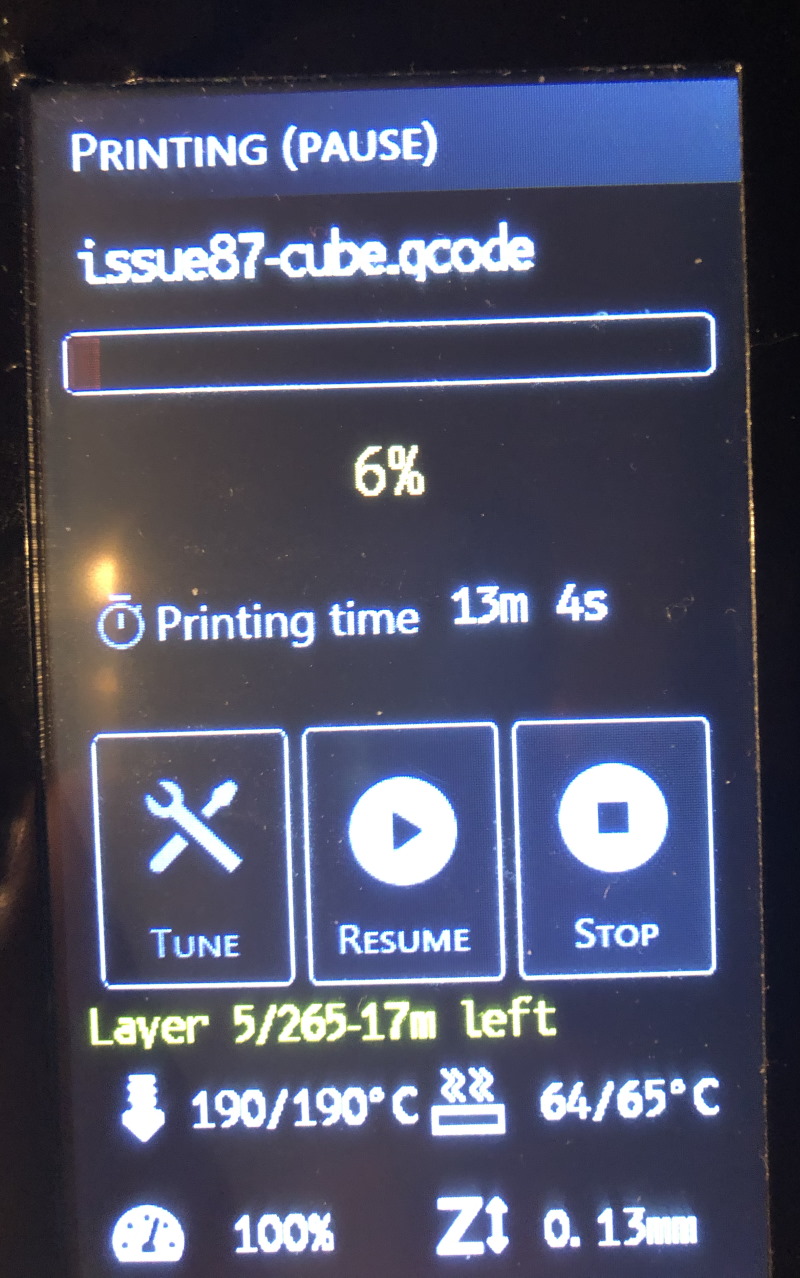 PRINTING (PAUSE)
issue87-cube.gcode
6%
Printing time 13m 4s
TUNE RESUME STOP
Layer 5/265-17m left
190/190°C 64/65°C
100% Z 0.13mm